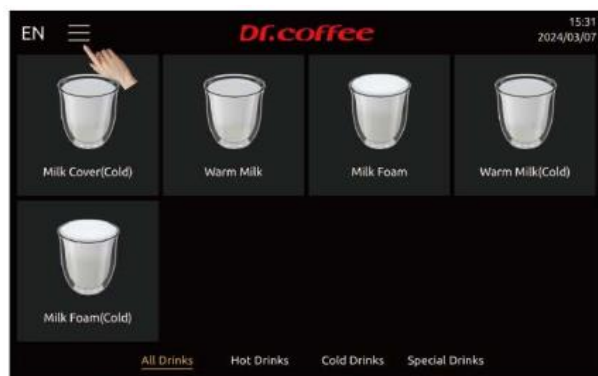 EN
Dr.coffee
15:31
2024/03/07
Milk Cover(Cold)
Warm Milk
Milk Foam
Warm Milk(Cold)
Milk Foam(Cold)
All Drinks
Hot Drinks
Cold Drinks
Special Drinks